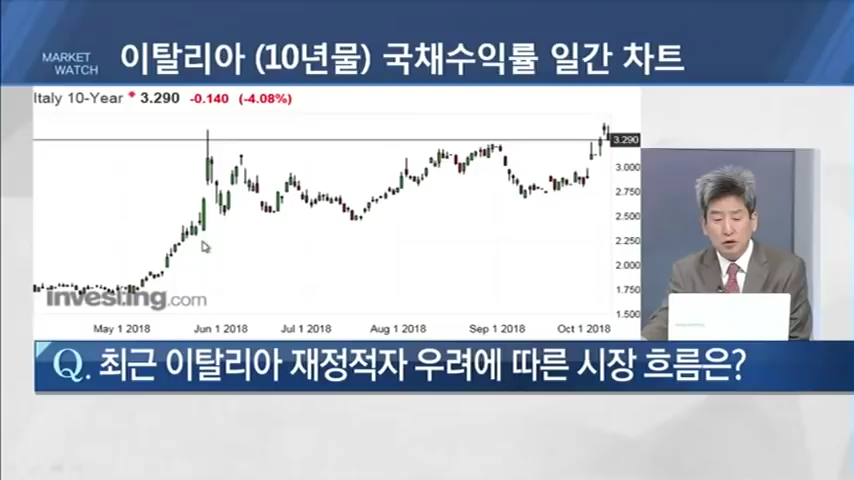 MARKET
WATCH
이탈리아 (10년물) 국채수익률 일간 차트
Italy 10-Year * 3.290 -0.140 (-4.08%)
3.290
3.000
2.750
2.500
2.250
2.000
1.750
1.500
investing.com
May 1 2018 Jun 1 2018 Jul 1 2018 Aug 1 2018 Sep 1 2018 Oct 1 2018
Q. 최근 이탈리아 재정적자 우려에 따른 시장 흐름은?